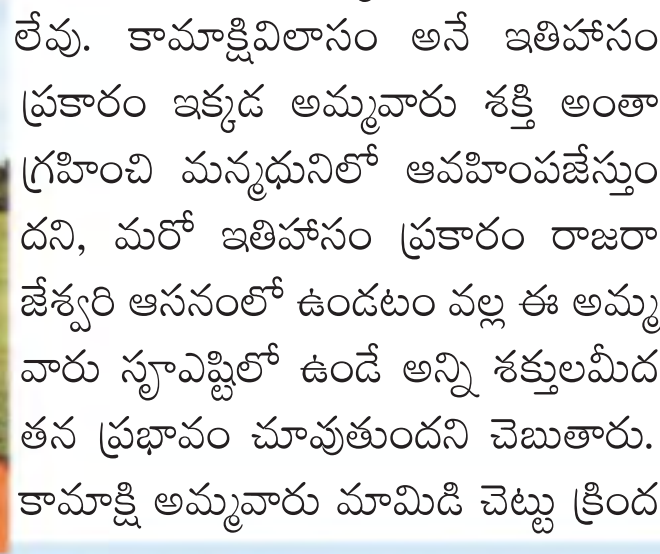 లేవు. కామాక్షివిలాసం అనే ఇతిహాసం
ప్రకారం ఇక్కడ అమ్మవారు శక్తి అంతా
గ్రహించి మన్మధునిలో ఆవహింపజేస్తుం
దని, మరో ఇతిహాసం ప్రకారం రాజరా
జేశ్వరి ఆసనంలో ఉండటం వల్ల ఈ అమ్మ
వారు సృఎష్టిలో ఉండే అన్ని శక్తులమీద
తన ప్రభావం చూవుతుందని చెబుతారు.
కామాక్షి అమ్మవారు మామిడి చెట్టు క్రింద